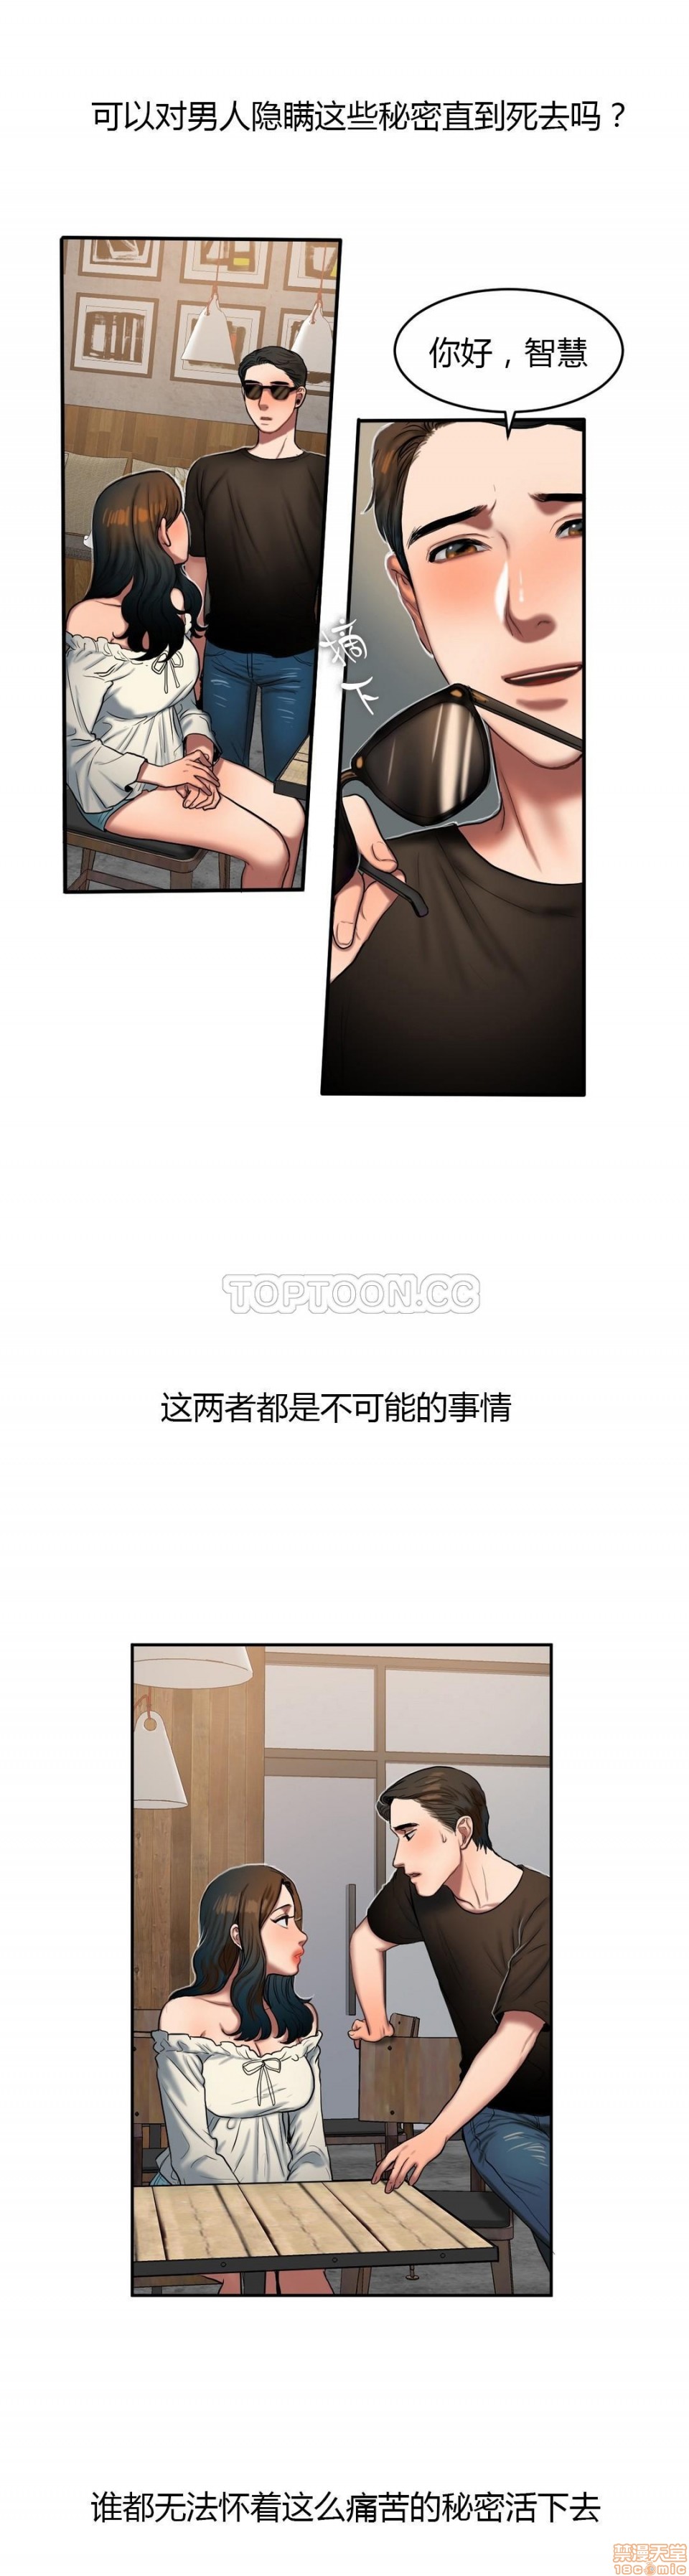 可以对男人隐瞒这些秘密直到死去吗？
你好，智慧
摘下
TOPTOON.CC
这两者都是不可能的事情
谁都无法怀着这么痛苦的秘密活下去
禁漫天堂
18comic